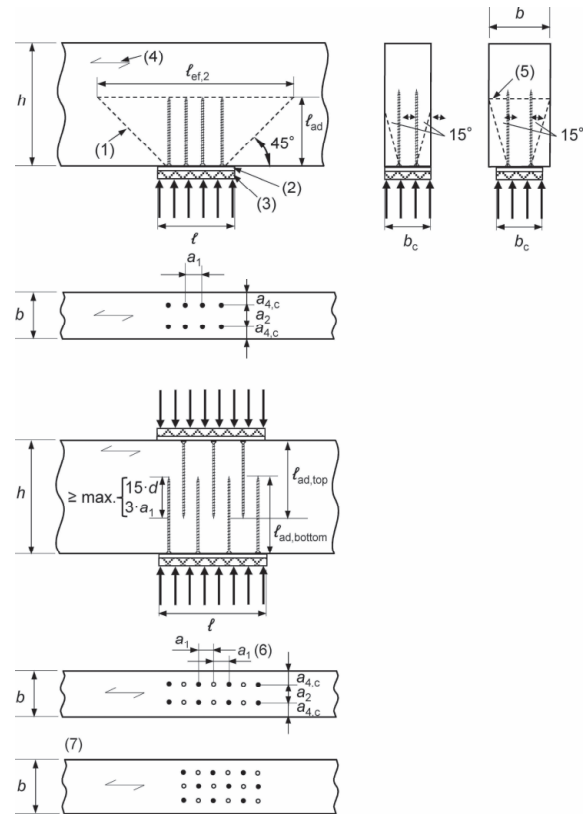 b
(4)
ℓef,2
(5)
h
ℓad
(1)
45°
15°
15°
(2)
(3)
ℓ
bc
bc
a1
b
a4,c
a2
a4,c
h
≥ max. { 15·d
3·a1
ℓad,top
ℓad,bottom
ℓ
a1
a1 (6)
b
a4,c
a2
a4,c
(7)
b